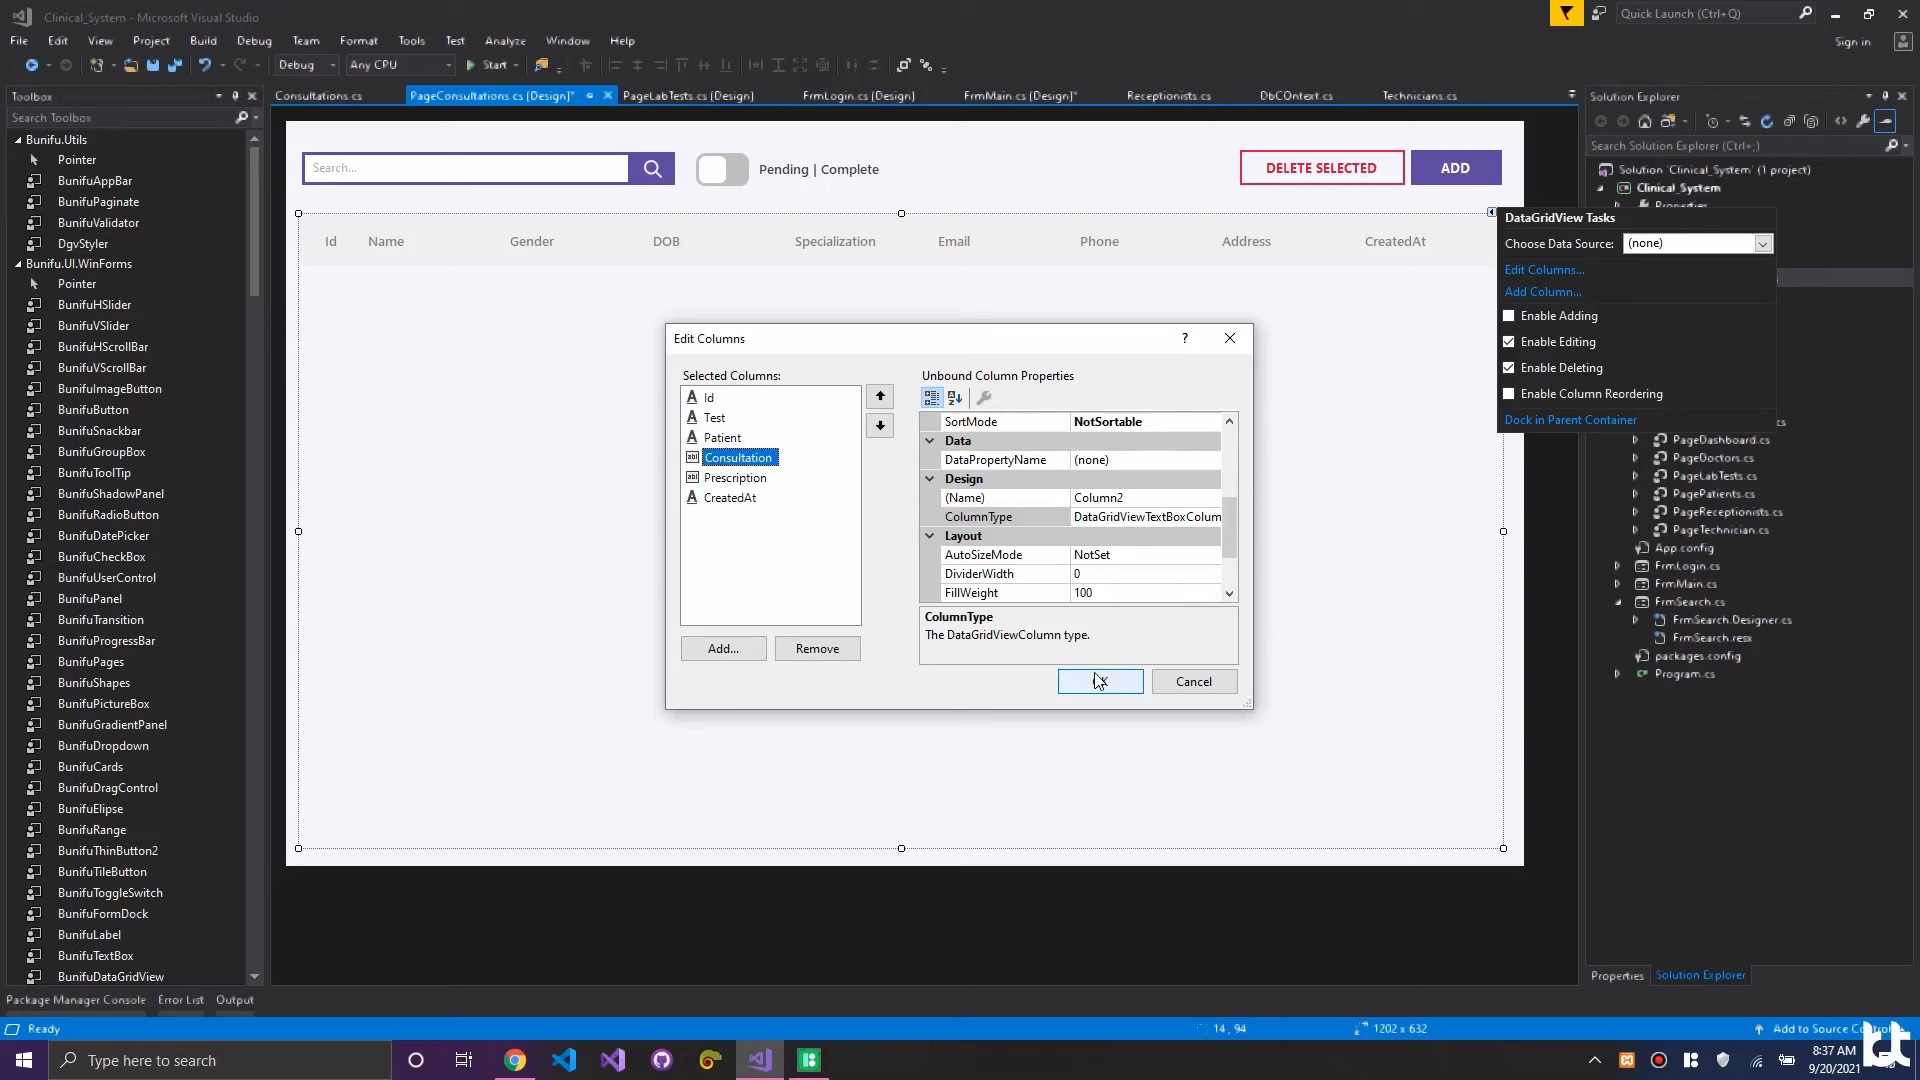 Clinical_System - Microsoft Visual Studio
Quick Launch (Ctrl+Q)
File Edit View Project Build Debug Team Format Tools Test Analyze Window Help
Sign in
Debug Any CPU Start
Toolbox
Consultations.cs PageConsultations.cs [Design]* PageLabTests.cs [Design] FrmLogin.cs [Design] FrmMain.cs [Design]* Receptionists.cs DbCOntext.cs Technicians.cs
Solution Explorer
Search Toolbox
Search Solution Explorer (Ctrl+;)
Bunifu.Utils
Pointer
BunifuAppBar
BunifuPaginate
BunifuValidator
DgvStyler
Bunifu.UI.WinForms
Pointer
BunifuHSlider
BunifuVSlider
BunifuHScrollBar
BunifuVScrollBar
BunifuImageButton
BunifuButton
BunifuSnackbar
BunifuGroupBox
BunifuToolTip
BunifuShadowPanel
BunifuRadioButton
BunifuDatePicker
BunifuCheckBox
BunifuUserControl
BunifuPanel
BunifuTransition
BunifuProgressBar
BunifuPages
BunifuShapes
BunifuPictureBox
BunifuGradientPanel
BunifuDropdown
BunifuCards
BunifuDragControl
BunifuElipse
BunifuRange
BunifuThinButton2
BunifuTileButton
BunifuToggleSwitch
BunifuFormDock
BunifuLabel
BunifuTextBox
BunifuDataGridView
Search...
Pending | Complete
DELETE SELECTED
ADD
Id Name Gender DOB Specialization Email Phone Address CreatedAt
Edit Columns
?
Selected Columns:
Id
Test
Patient
Consultation
Prescription
CreatedAt
Add...
Remove
Unbound Column Properties
SortMode NotSortable
Data
DataPropertyName (none)
Design
(Name) Column2
ColumnType DataGridViewTextBoxColum
Layout
AutoSizeMode NotSet
DividerWidth 0
FillWeight 100
ColumnType
The DataGridViewColumn type.
Cancel
DataGridView Tasks
Choose Data Source: (none)
Edit Columns...
Add Column...
Enable Adding
Enable Editing
Enable Deleting
Enable Column Reordering
Dock in Parent Container
Solution 'Clinical_System' (1 project)
Clinical_System
Properties
PageDashboard.cs
PageDoctors.cs
PageLabTests.cs
PagePatients.cs
PageReceptionists.cs
PageTechnician.cs
App.config
FrmLogin.cs
FrmMain.cs
FrmSearch.cs
FrmSearch.Designer.cs
FrmSearch.resx
packages.config
Program.cs
Properties Solution Explorer
Package Manager Console Error List Output
Ready
14 , 94
1202 x 632
Add to Source
Type here to search
8:37 AM
9/20/2021